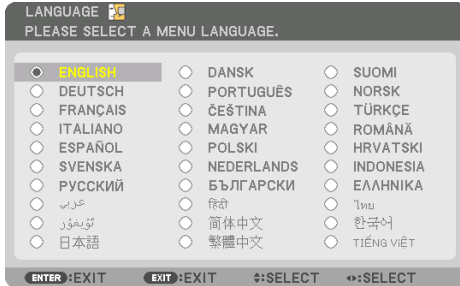 LANGUAGE
PLEASE SELECT A MENU LANGUAGE.
ENGLISH DANSK SUOMI
DEUTSCH PORTUGUÊS NORSK
FRANÇAIS ČEŠTINA TÜRKÇE
ITALIANO MAGYAR ROMÂNĂ
ESPAÑOL POLSKI HRVATSKI
SVENSKA NEDERLANDS INDONESIA
РУССКИЙ БЪЛГАРСКИ ΕΛΛΗΝΙΚΑ
عربي हिंदी ไทย
ئۇيغۇر 简体中文 한국어
日本語 繁體中文 TIẾNG VIỆT
ENTER :EXIT EXIT :EXIT :SELECT :SELECT